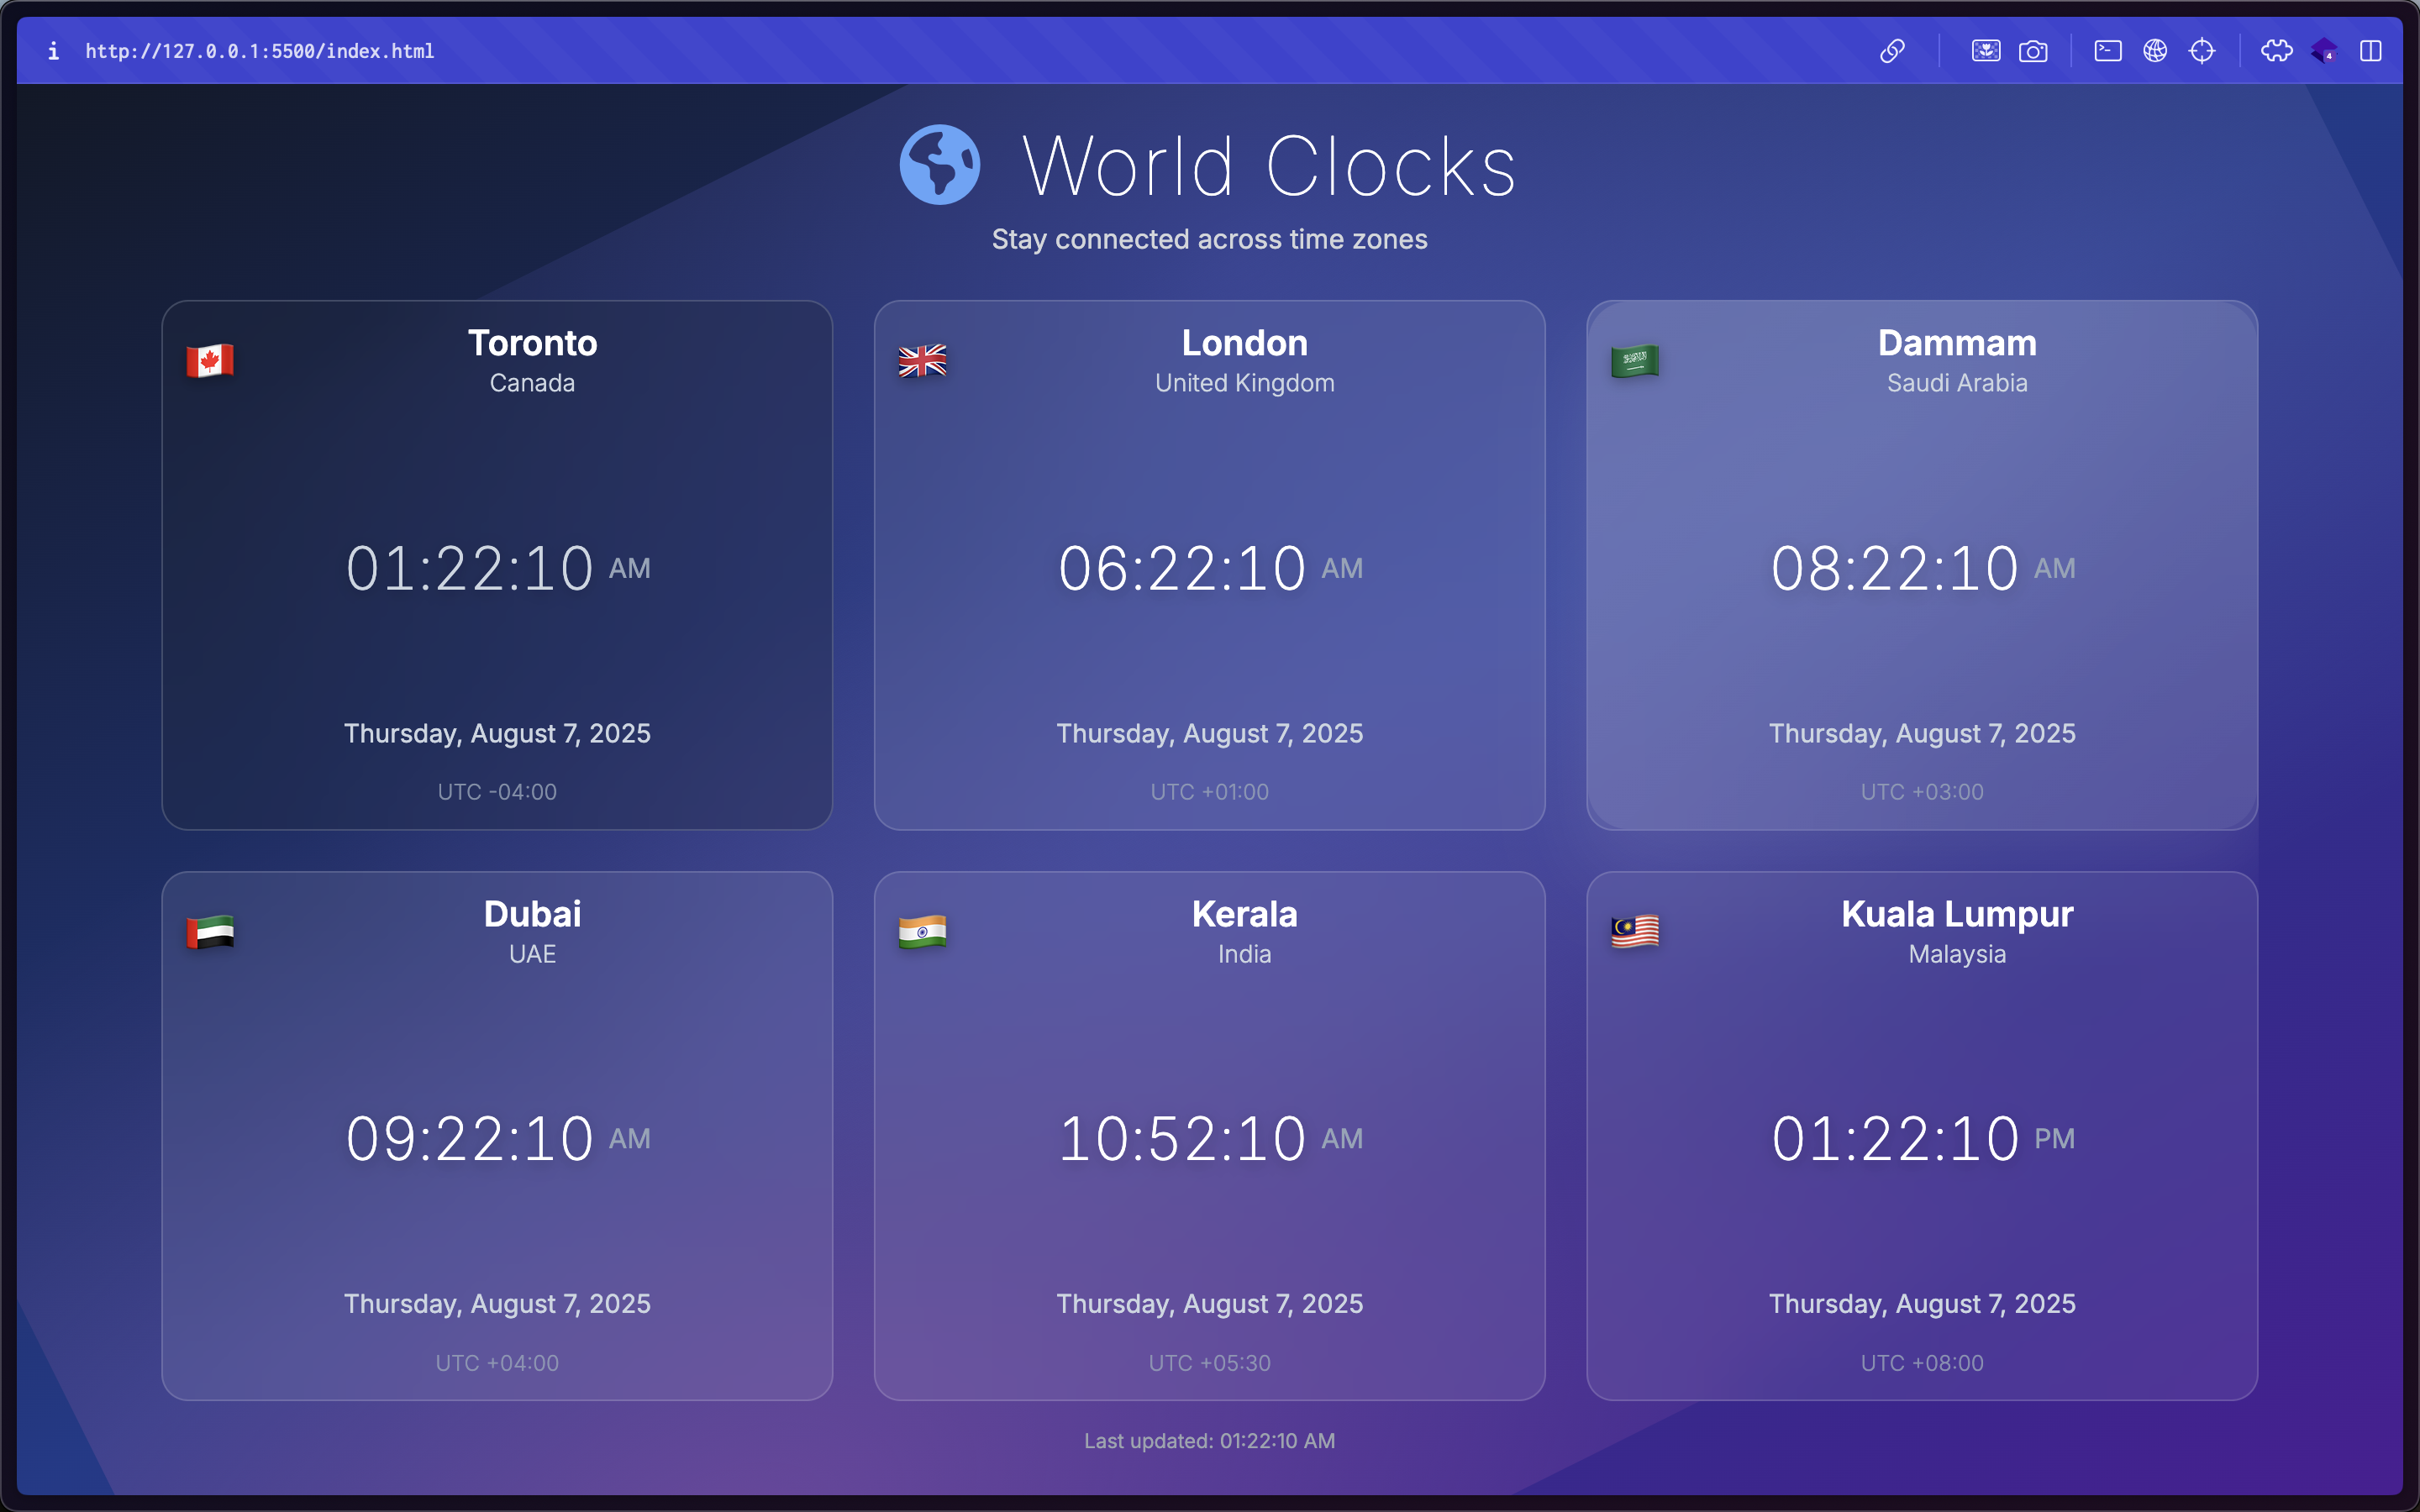 http://127.0.0.1:5500/index.html
4
World Clocks
Stay connected across time zones
Toronto
Canada
01:22:10 AM
Thursday, August 7, 2025
UTC -04:00
London
United Kingdom
06:22:10 AM
Thursday, August 7, 2025
UTC +01:00
Dammam
Saudi Arabia
08:22:10 AM
Thursday, August 7, 2025
UTC +03:00
Dubai
UAE
09:22:10 AM
Thursday, August 7, 2025
UTC +04:00
Kerala
India
10:52:10 AM
Thursday, August 7, 2025
UTC +05:30
Kuala Lumpur
Malaysia
01:22:10 PM
Thursday, August 7, 2025
UTC +08:00
Last updated: 01:22:10 AM